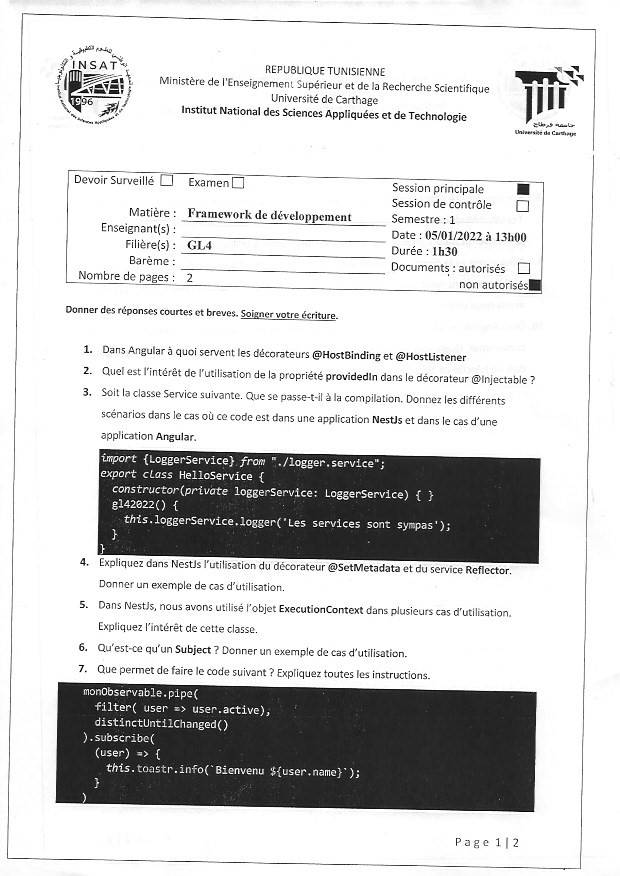 INSAT
1996
REPUBLIQUE TUNISIENNE
Ministère de l'Enseignement Supérieur et de la Recherche Scientifique
Université de Carthage
Institut National des Sciences Appliquées et de Technologie
جامعة قرطاج
Université de Carthage
Devoir Surveillé
Examen
Matière : Framework de développement
Enseignant(s) :
Filière(s) : GL4
Barème :
Nombre de pages : 2
Session principale
Session de contrôle
Semestre : 1
Date : 05/01/2022 à 13h00
Durée : 1h30
Documents : autorisés
non autorisés
Donner des réponses courtes et breves. Soigner votre écriture.
1. Dans Angular à quoi servent les décorateurs @HostBinding et @HostListener
2. Quel est l'intérêt de l'utilisation de la propriété providedIn dans le décorateur @Injectable ?
3. Soit la classe Service suivante. Que se passe-t-il à la compilation. Donnez les différents
scénarios dans le cas où ce code est dans une application NestJs et dans le cas d'une
application Angular.
import {LoggerService} from "./logger.service";
export class HelloService {
constructor(private loggerService: LoggerService) { }
gl42022() {
this.loggerService.logger('Les services sont sympas');
}
}
4. Expliquez dans NestJs l'utilisation du décorateur @SetMetadata et du service Reflector.
Donner un exemple de cas d'utilisation.
5. Dans NestJs, nous avons utilisé l'objet ExecutionContext dans plusieurs cas d'utilisation.
Expliquez l'intérêt de cette classe.
6. Qu'est-ce qu'un Subject ? Donner un exemple de cas d'utilisation.
7. Que permet de faire le code suivant ? Expliquez toutes les instructions.
monObservable.pipe(
filter( user => user.active),
distinctUntilChanged()
).subscribe(
(user) => {
this.toastr.info(`Bienvenu ${user.name}`);
}
)
Page 1|2